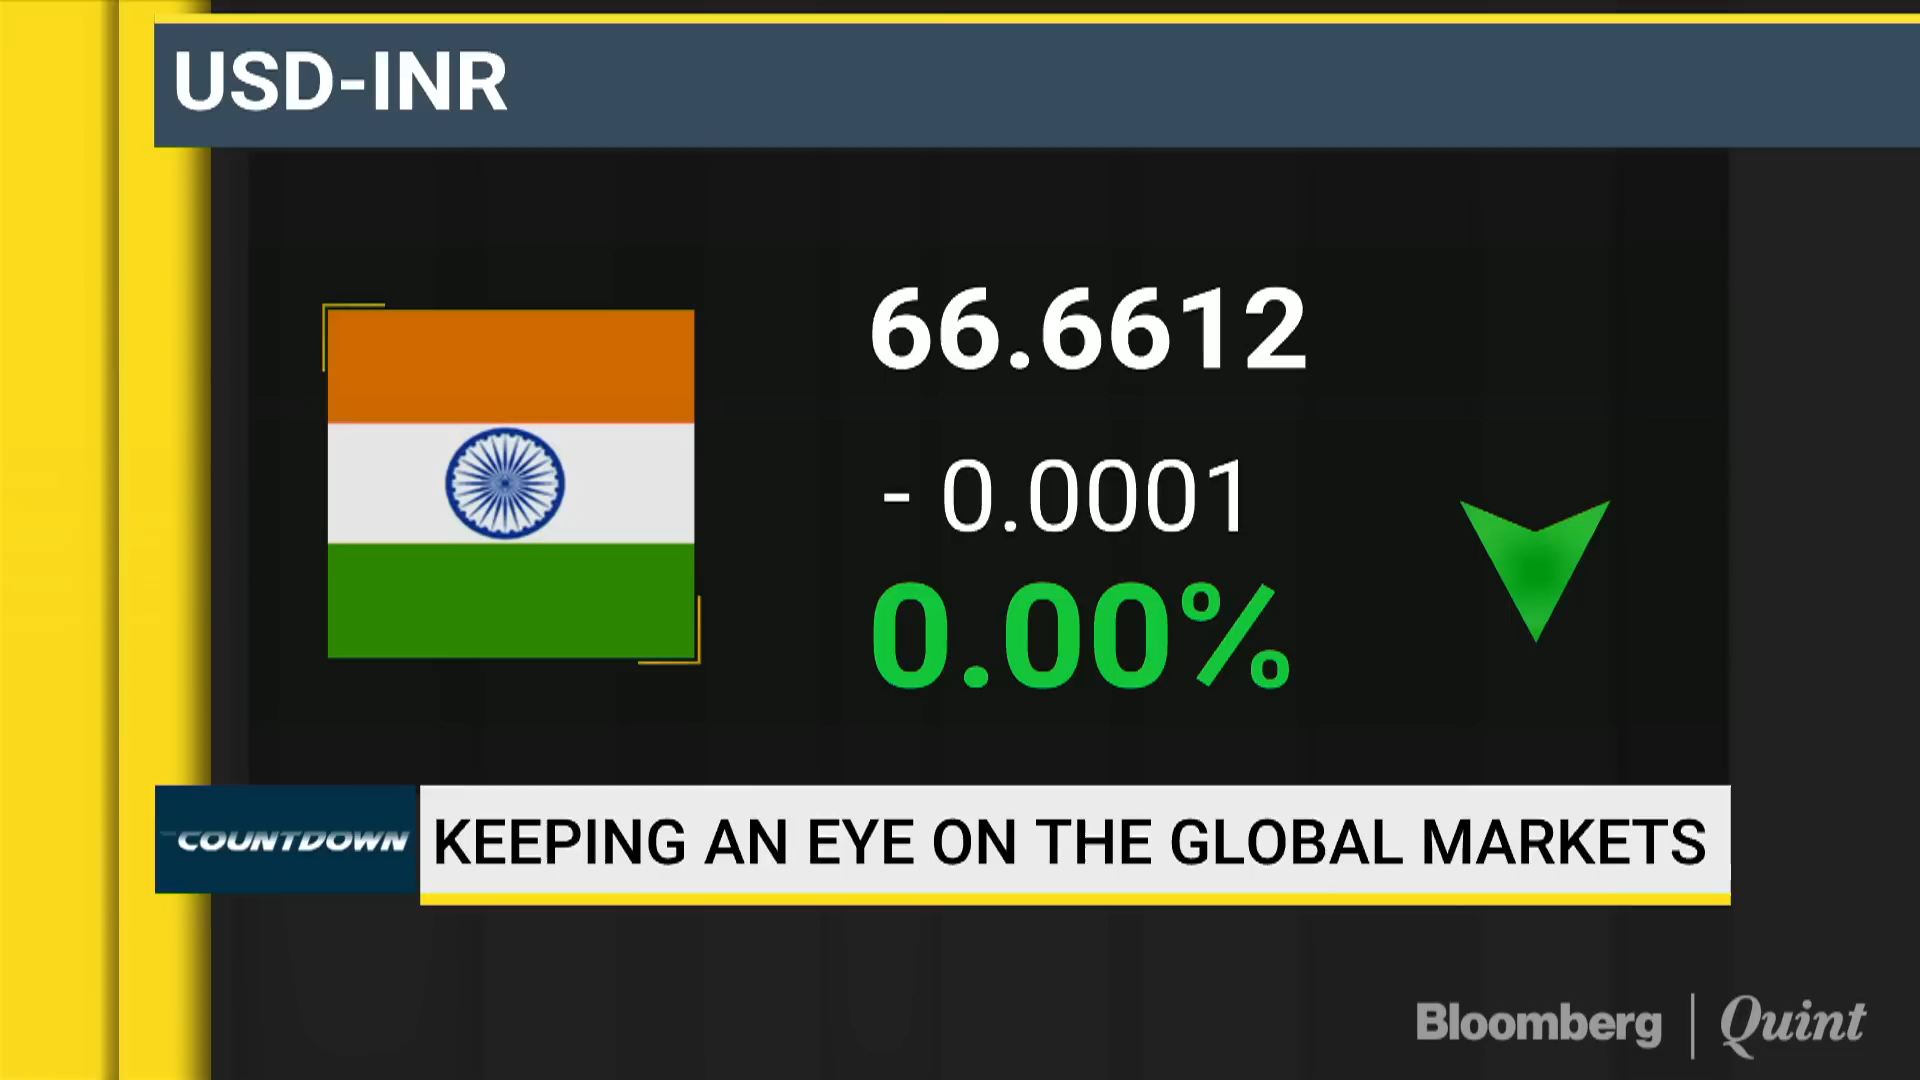 USD-INR
66.6612
- 0.0001
0.00%
COUNTDOWN
KEEPING AN EYE ON THE GLOBAL MARKETS
Bloomberg | Quint